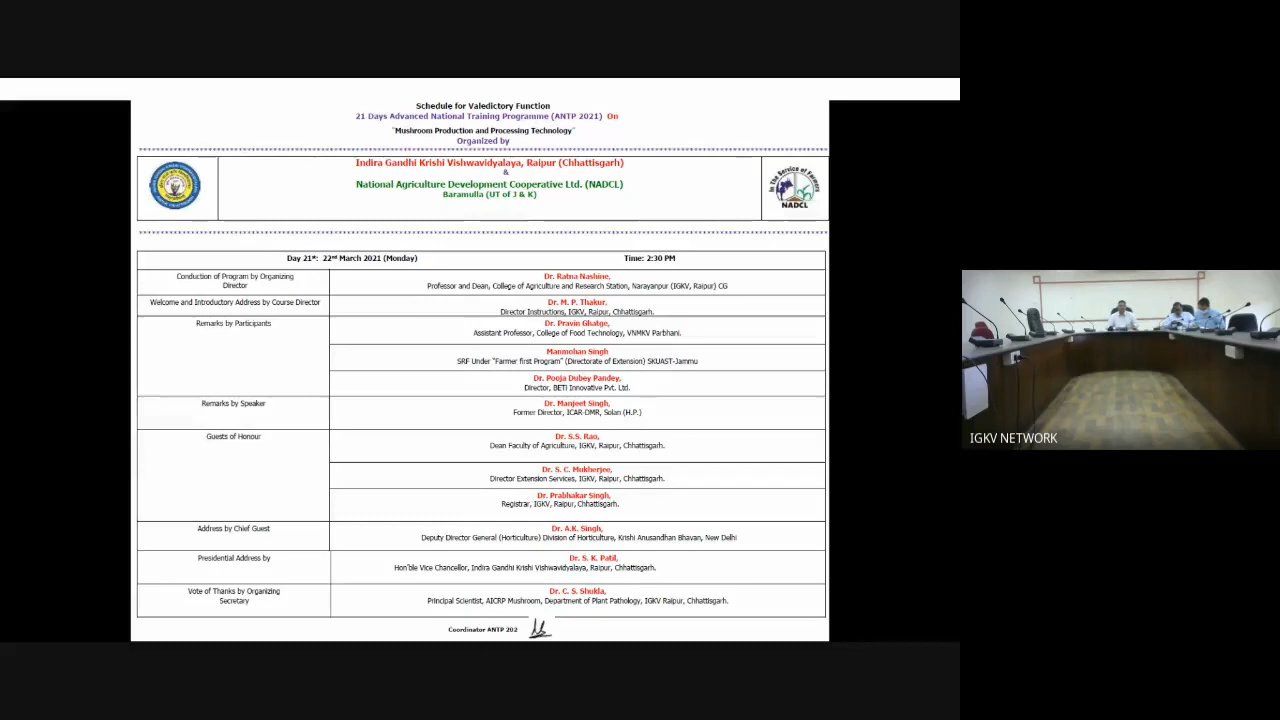 Schedule for Valedictory Function
21 Days Advanced National Training Programme (ANTP 2021) On
"Mushroom Production and Processing Technology"
Organized by
Indira Gandhi Krishi Vishwavidyalaya, Raipur (Chhattisgarh)
&
National Agriculture Development Cooperative Ltd. (NADCL)
Baramulla (UT of J & K)
In The Service of Farmers
NADCL
Day 21st: 22nd March 2021 (Monday) Time: 2:30 PM
Conduction of Program by Organizing
Director
Dr. Ratna Nashine,
Professor and Dean, College of Agriculture and Research Station, Narayanpur (IGKV, Raipur) CG
Welcome and Introductory Address by Course Director
Dr. M. P. Thakur,
Director Instructions, IGKV, Raipur, Chhattisgarh.
Remarks by Participants
Dr. Pravin Ghatge,
Assistant Professor, College of Food Technology, VNMKV Parbhani.
Manmohan Singh
SRF Under "Farmer first Program" (Directorate of Extension) SKUAST-Jammu
Dr. Pooja Dubey Pandey,
Director, BETI Innovative Pvt. Ltd.
Remarks by Speaker
Dr. Manjeet Singh,
Former Director, ICAR-DMR, Solan (H.P.)
Guests of Honour
Dr. S.S. Rao,
Dean Faculty of Agriculture, IGKV, Raipur, Chhattisgarh.
Dr. S. C. Mukherjee,
Director Extension Services, IGKV, Raipur, Chhattisgarh.
Dr. Prabhakar Singh,
Registrar, IGKV, Raipur, Chhattisgarh.
Address by Chief Guest
Dr. A.K. Singh,
Deputy Director General (Horticulture) Division of Horticulture, Krishi Anusandhan Bhavan, New Delhi
Presidential Address by
Dr. S. K. Patil,
Hon'ble Vice Chancellor, Indira Gandhi Krishi Vishwavidyalaya, Raipur, Chhattisgarh.
Vote of Thanks by Organizing
Secretary
Dr. C. S. Shukla,
Principal Scientist, AICRP Mushroom, Department of Plant Pathology, IGKV Raipur, Chhattisgarh.
Coordinator ANTP 202
IGKV NETWORK